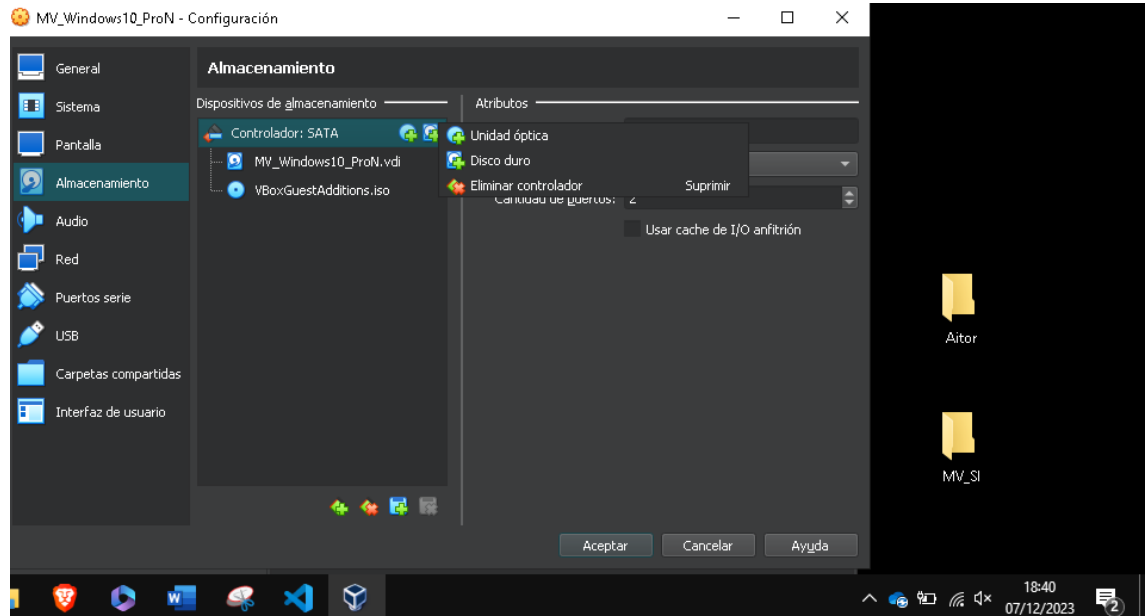 MV_Windows10_ProN - Configuración
General
Sistema
Pantalla
Almacenamiento
Audio
Red
Puertos serie
USB
Carpetas compartidas
Interfaz de usuario
Almacenamiento
Dispositivos de almacenamiento
Controlador: SATA
MV_Windows10_ProN.vdi
VBoxGuestAdditions.iso
Atributos
Unidad óptica
Disco duro
Eliminar controlador Suprimir
Cantidad de puertos: 2
Usar cache de I/O anfitrión
Aceptar Cancelar Ayuda
Aitor
MV_SI
18:40
07/12/2023
2